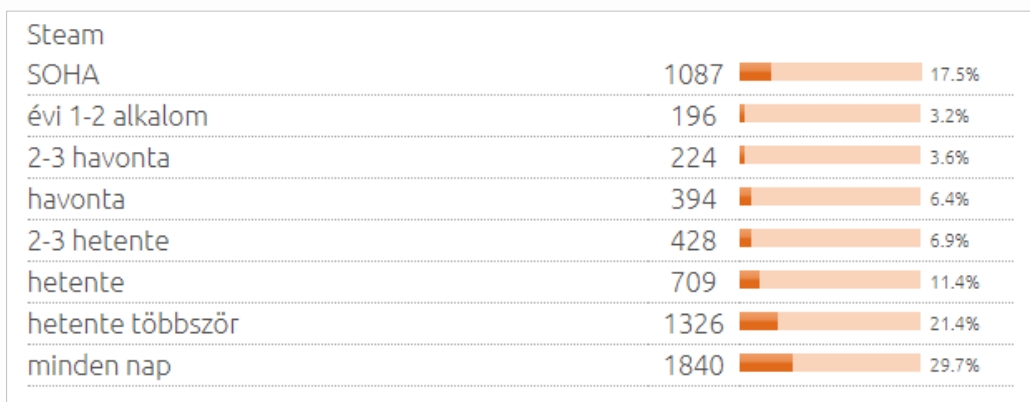 Steam
SOHA 1087 17.5%
évi 1-2 alkalom 196 3.2%
2-3 havonta 224 3.6%
havonta 394 6.4%
2-3 hetente 428 6.9%
hetente 709 11.4%
hetente többször 1326 21.4%
minden nap 1840 29.7%